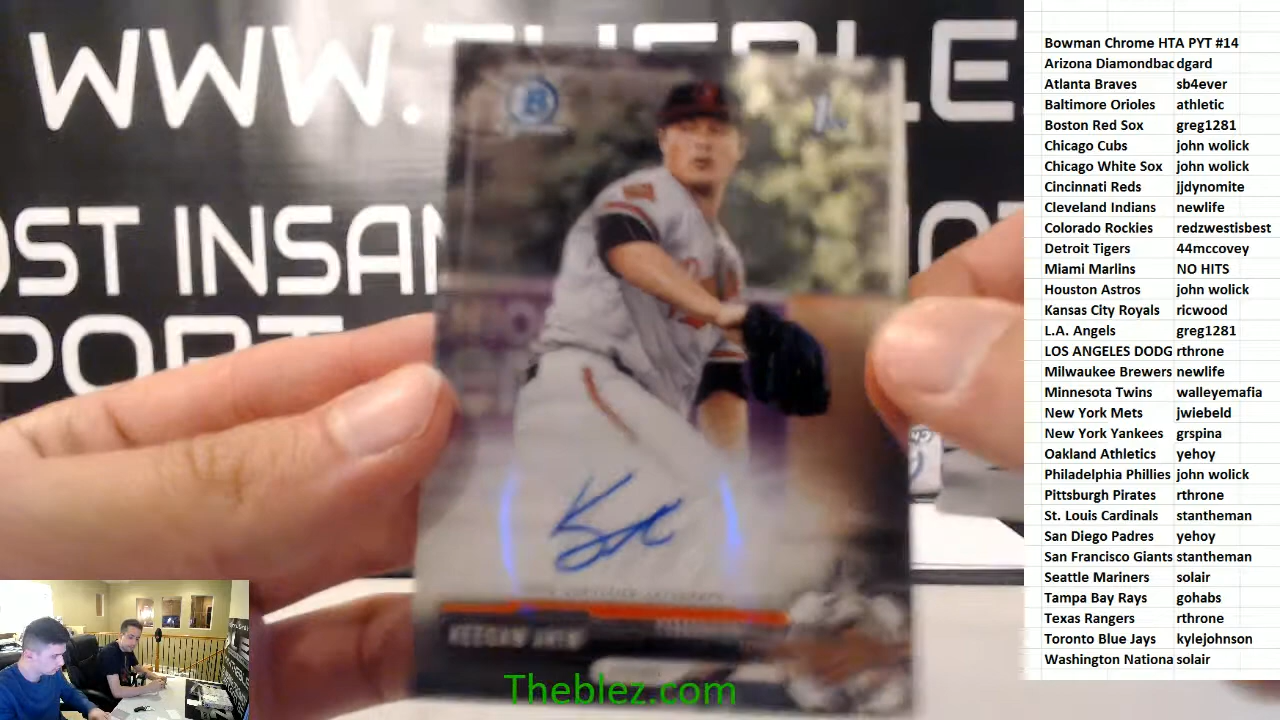 WWW.THEBLE
OST INSAN
PORT
B
1st
KEEGAN AKIN
Theblez.com
Bowman Chrome HTA PYT #14
Arizona Diamondbac dgard
Atlanta Braves sb4ever
Baltimore Orioles athletic
Boston Red Sox greg1281
Chicago Cubs john wolick
Chicago White Sox john wolick
Cincinnati Reds jjdynomite
Cleveland Indians newlife
Colorado Rockies redzwestisbest
Detroit Tigers 44mccovey
Miami Marlins NO HITS
Houston Astros john wolick
Kansas City Royals ricwood
L.A. Angels greg1281
LOS ANGELES DODG rthrone
Milwaukee Brewers newlife
Minnesota Twins walleyemafia
New York Mets jwiebeld
New York Yankees grspina
Oakland Athletics yehoy
Philadelphia Phillies john wolick
Pittsburgh Pirates rthrone
St. Louis Cardinals stantheman
San Diego Padres yehoy
San Francisco Giants stantheman
Seattle Mariners solair
Tampa Bay Rays gohabs
Texas Rangers rthrone
Toronto Blue Jays kylejohnson
Washington Nationa solair